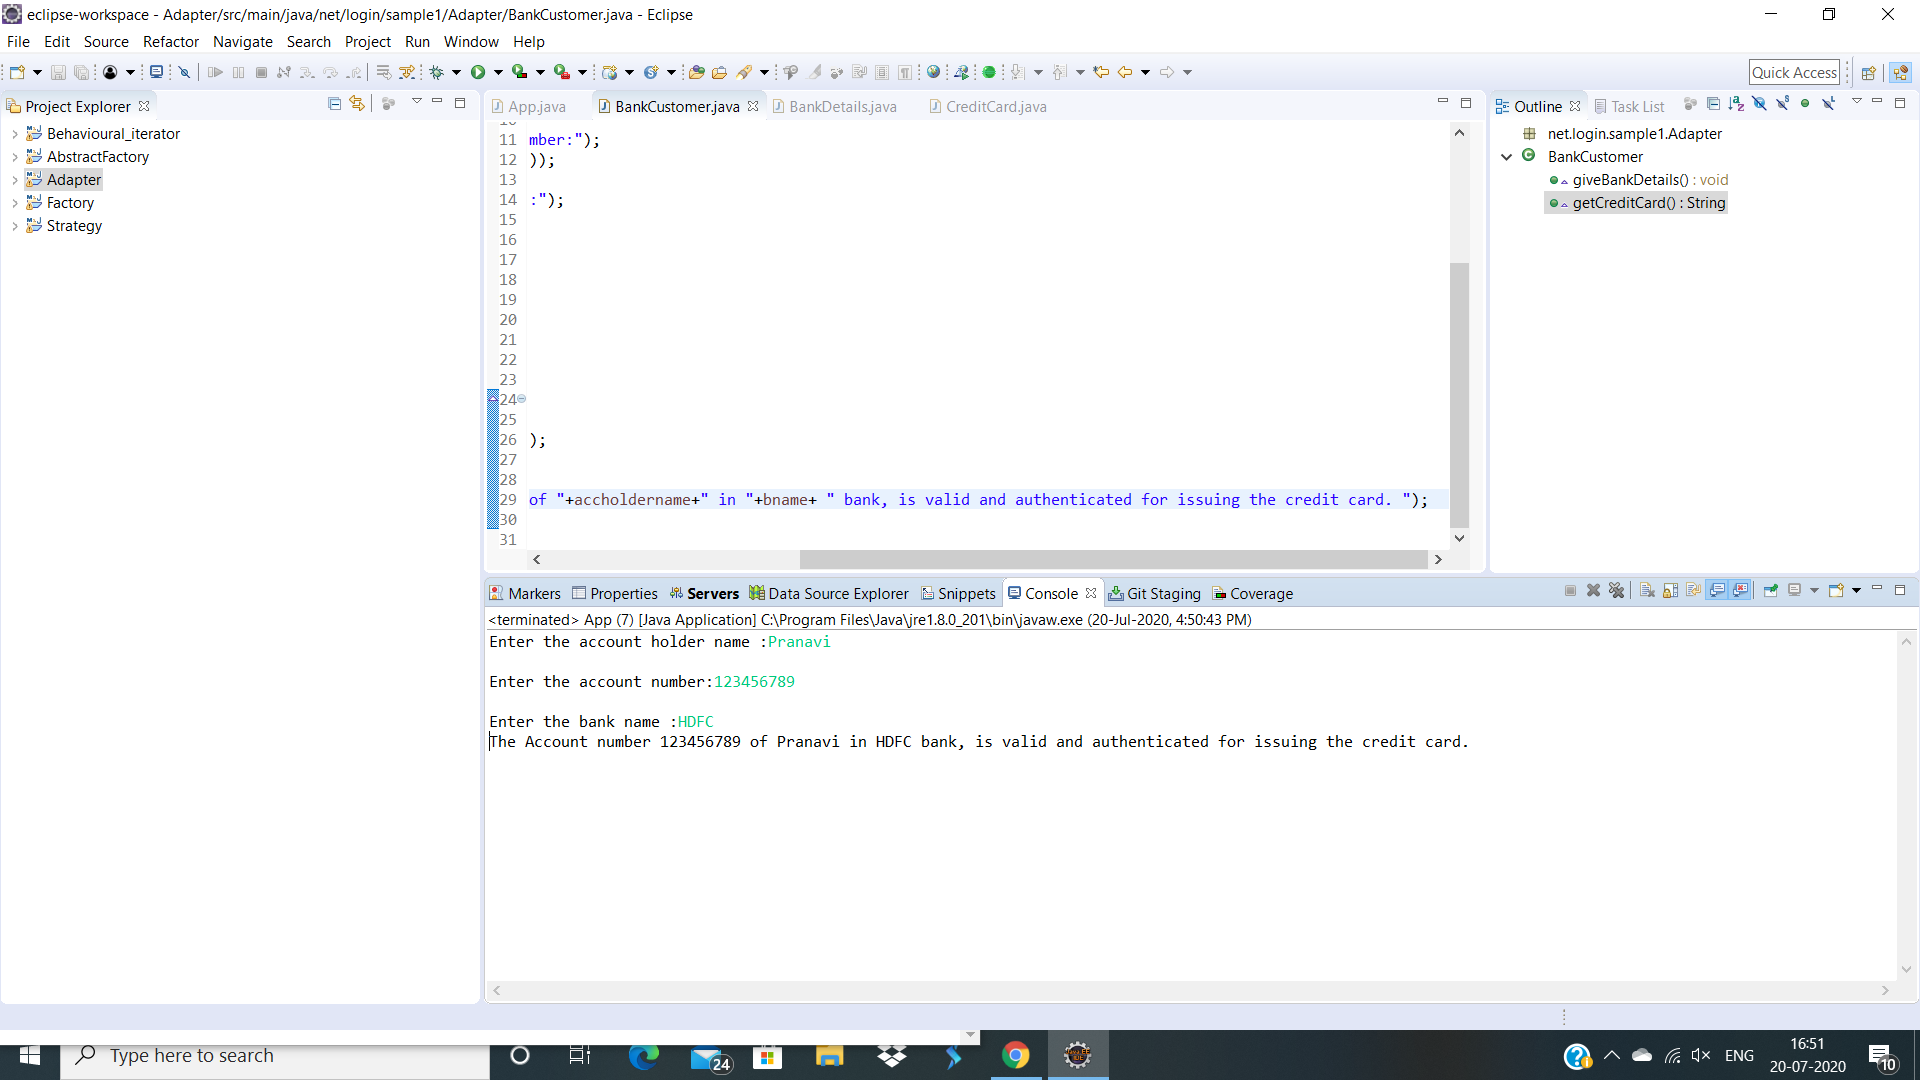 eclipse-workspace - Adapter/src/main/java/net/login/sample1/Adapter/BankCustomer.java - Eclipse
File Edit Source Refactor Navigate Search Project Run Window Help
Quick Access
Project Explorer
Behavioural_iterator
AbstractFactory
Adapter
Factory
Strategy
App.java BankCustomer.java BankDetails.java CreditCard.java
10
11 mber:");
12 ));
13
14 :");
15
16
17
18
19
20
21
22
23
24
25
26 );
27
28
29 of "+accholdername+" in "+bname+ " bank, is valid and authenticated for issuing the credit card. ");
30
31
Outline Task List
net.login.sample1.Adapter
BankCustomer
giveBankDetails() : void
getCreditCard() : String
Markers Properties Servers Data Source Explorer Snippets Console Git Staging Coverage
<terminated> App (7) [Java Application] C:\Program Files\Java\jre1.8.0_201\bin\javaw.exe (20-Jul-2020, 4:50:43 PM)
Enter the account holder name :Pranavi
Enter the account number:123456789
Enter the bank name :HDFC
The Account number 123456789 of Pranavi in HDFC bank, is valid and authenticated for issuing the credit card.
Type here to search
24
ENG
16:51
20-07-2020
10